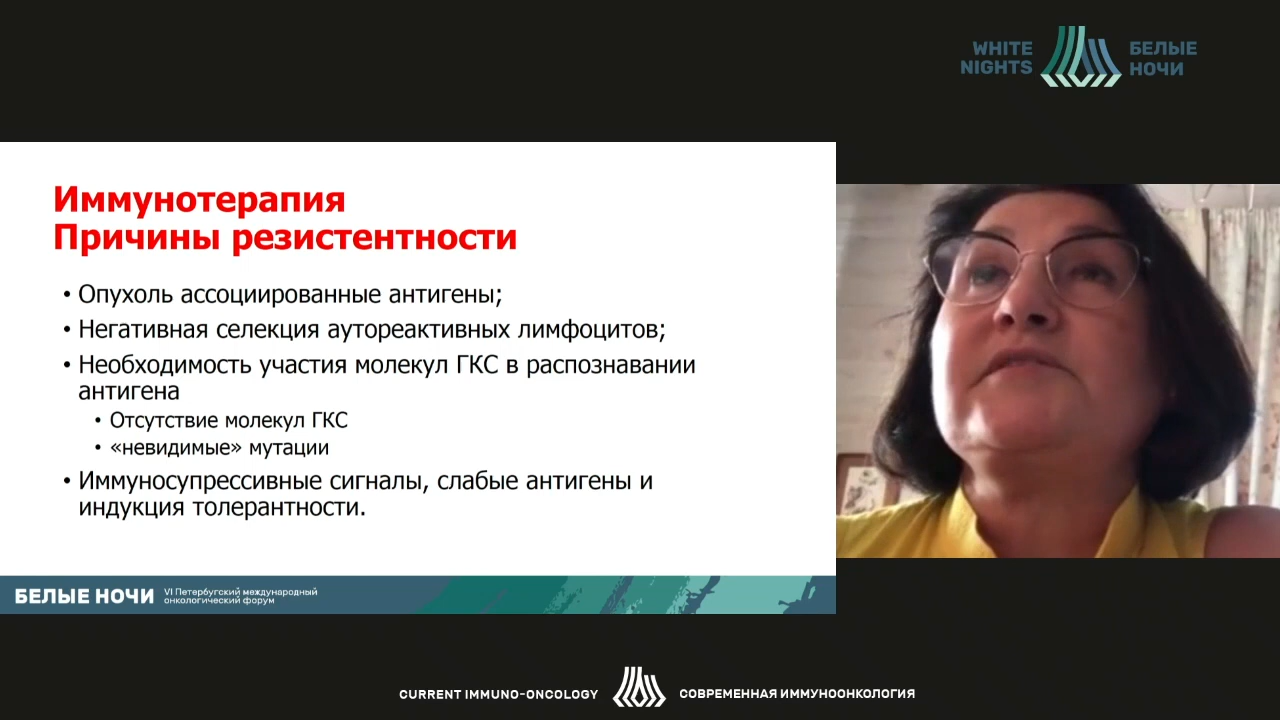 WHITE
NIGHTS
БЕЛЫЕ
НОЧИ
Иммунотерапия
Причины резистентности
• Опухоль ассоциированные антигены;
• Негативная селекция аутореактивных лимфоцитов;
• Необходимость участия молекул ГКС в распознавании
антигена
• Отсутствие молекул ГКС
• «невидимые» мутации
• Иммуносупрессивные сигналы, слабые антигены и
индукция толерантности.
БЕЛЫЕ НОЧИ
VI Петербургский международный
онкологический форум
CURRENT IMMUNO-ONCOLOGY
СОВРЕМЕННАЯ ИММУНООНКОЛОГИЯ